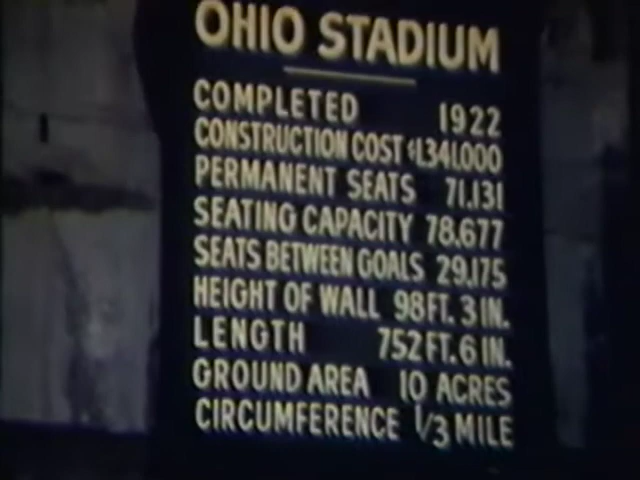 OHIO STADIUM
COMPLETED 1922
CONSTRUCTION COST $1,341,000
PERMANENT SEATS 71,131
SEATING CAPACITY 78,677
SEATS BETWEEN GOALS 29,175
HEIGHT OF WALL 98 FT. 3 IN.
LENGTH 752 FT. 6 IN.
GROUND AREA 10 ACRES
CIRCUMFERENCE 1/3 MILE